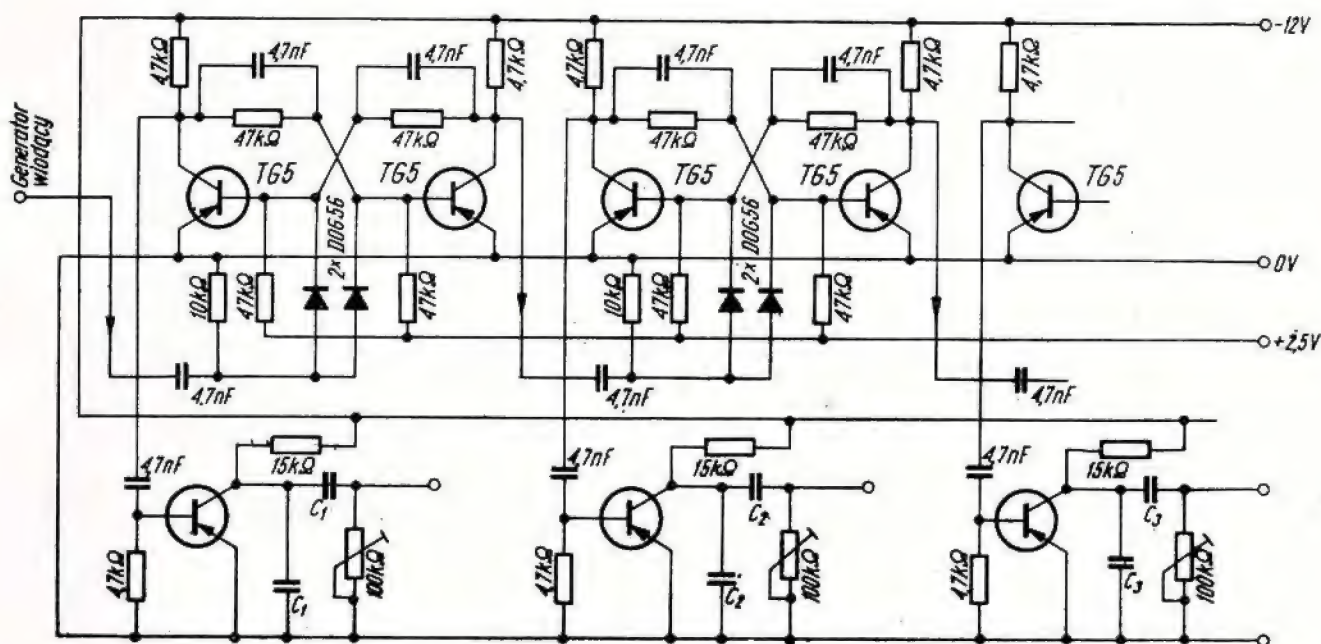 -12V
4,7kΩ
4,7nF
4,7nF
4,7kΩ
4,7kΩ
4,7nF
4,7nF
4,7kΩ
4,7kΩ
Generator
wiodący
47kΩ
47kΩ
47kΩ
47kΩ
TG5
TG5
TG5
TG5
TG5
2× DOG56
2× DOG56
0V
10kΩ
47kΩ
47kΩ
10kΩ
47kΩ
47kΩ
+2,5V
4,7nF
4,7nF
4,7nF
4,7nF
15kΩ
4,7nF
15kΩ
4,7nF
15kΩ
C1
C2
C3
4,7kΩ
C1
100kΩ
4,7kΩ
C2
100kΩ
4,7kΩ
C3
100kΩ